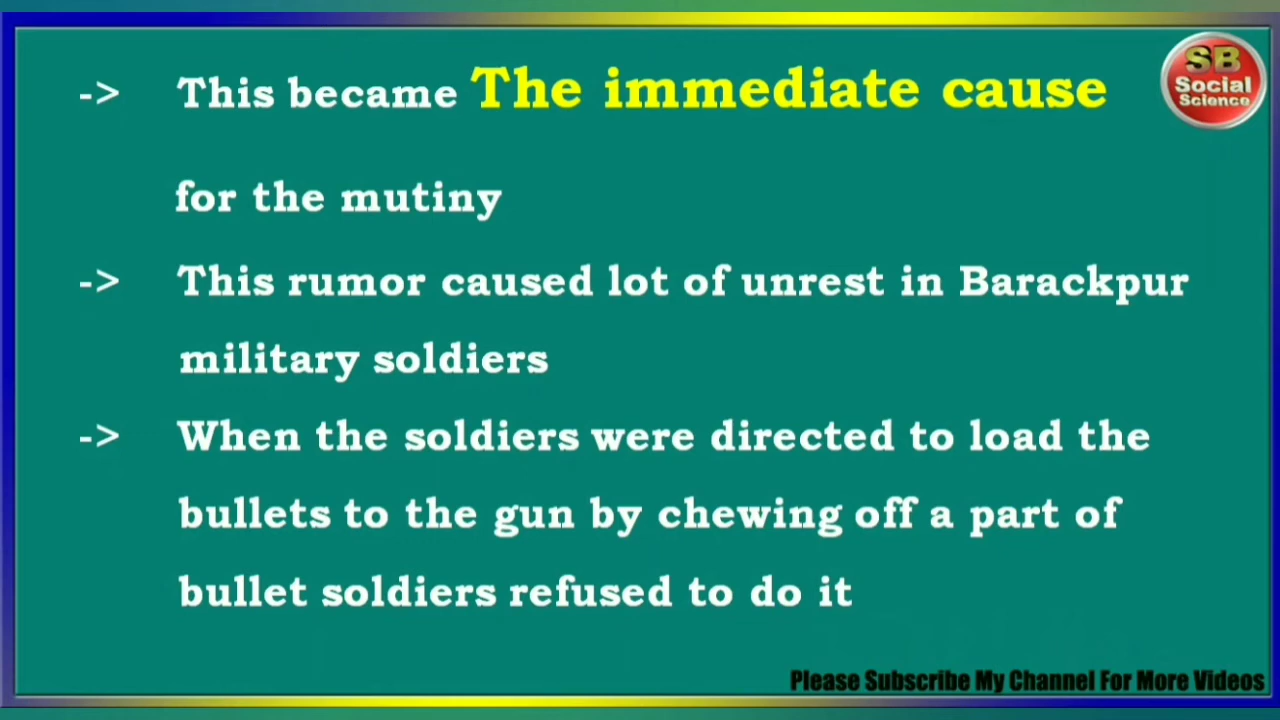 SB
Social
Science
-> This became The immediate cause
for the mutiny
-> This rumor caused lot of unrest in Barackpur
military soldiers
-> When the soldiers were directed to load the
bullets to the gun by chewing off a part of
bullet soldiers refused to do it
Please Subscribe My Channel For More Videos